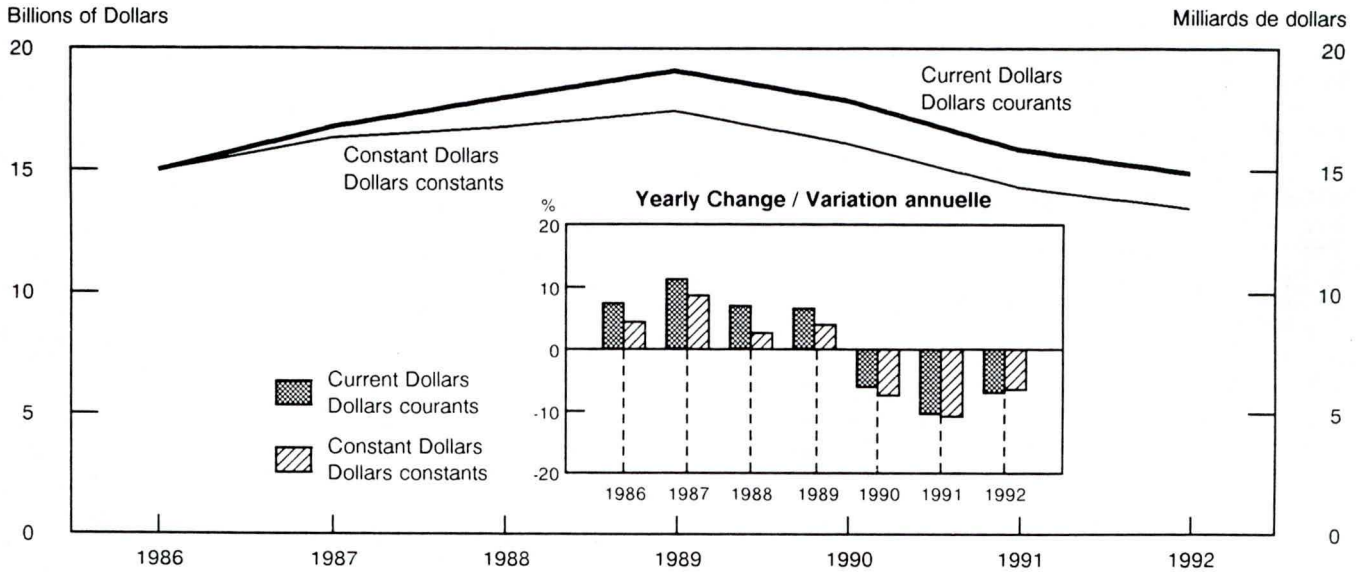 Billions of Dollars
Milliards de dollars
20
20
Current Dollars
Dollars courants
15
Constant Dollars
Dollars constants
15
Yearly Change / Variation annuelle
%
20
10
10
10
0
Current Dollars
Dollars courants
5
-10
5
Constant Dollars
Dollars constants
-20
1986 1987 1988 1989 1990 1991 1992
0
0
1986 1987 1988 1989 1990 1991 1992